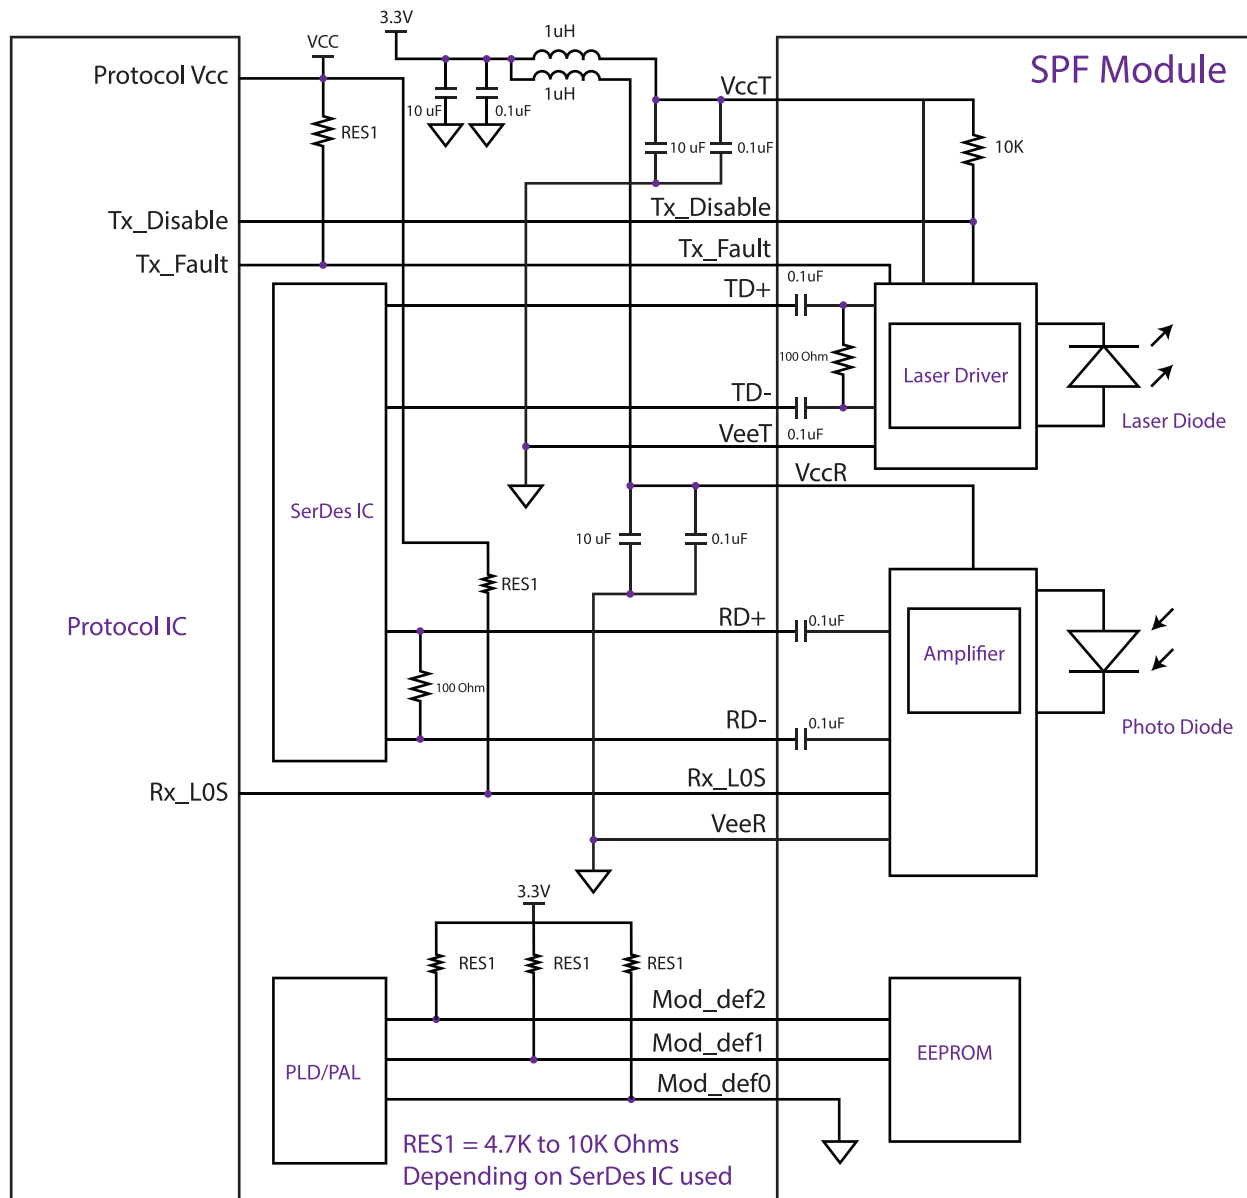 3.3V
1uH
VCC
SPF Module
Protocol Vcc
1uH
VccT
10 uF
0.1uF
RES1
10 uF
0.1uF
10K
Tx_Disable
Tx_Disable
Tx_Fault
Tx_Fault
0.1uF
TD+
100 Ohm
Laser Driver
TD-
Laser Diode
VeeT
0.1uF
VccR
SerDes IC
10 uF
0.1uF
RES1
RD+
0.1uF
Protocol IC
Amplifier
100 Ohm
RD-
0.1uF
Photo Diode
Rx_L0S
Rx_L0S
VeeR
3.3V
RES1
RES1
RES1
Mod_def2
Mod_def1
EEPROM
PLD/PAL
Mod_def0
RES1 = 4.7K to 10K Ohms
Depending on SerDes IC used